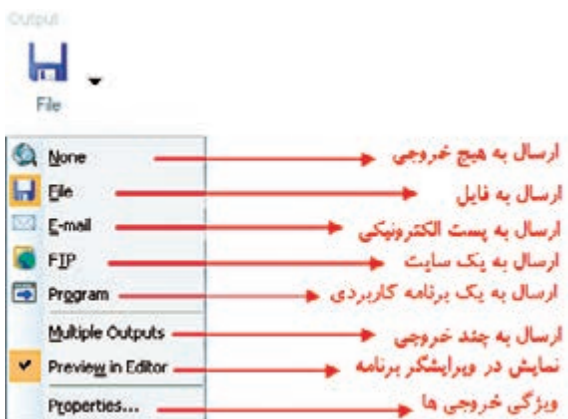 Output
File
None ارسال به هیچ خروجی
File ارسال به فایل
E-mail ارسال به پست الکترونیکی
FTP ارسال به یک سایت
Program ارسال به یک برنامه کاربردی
Multiple Outputs ارسال به چند خروجی
Preview in Editor نمایش در ویرایشگر برنامه
Properties... ویژگی خروجی ها